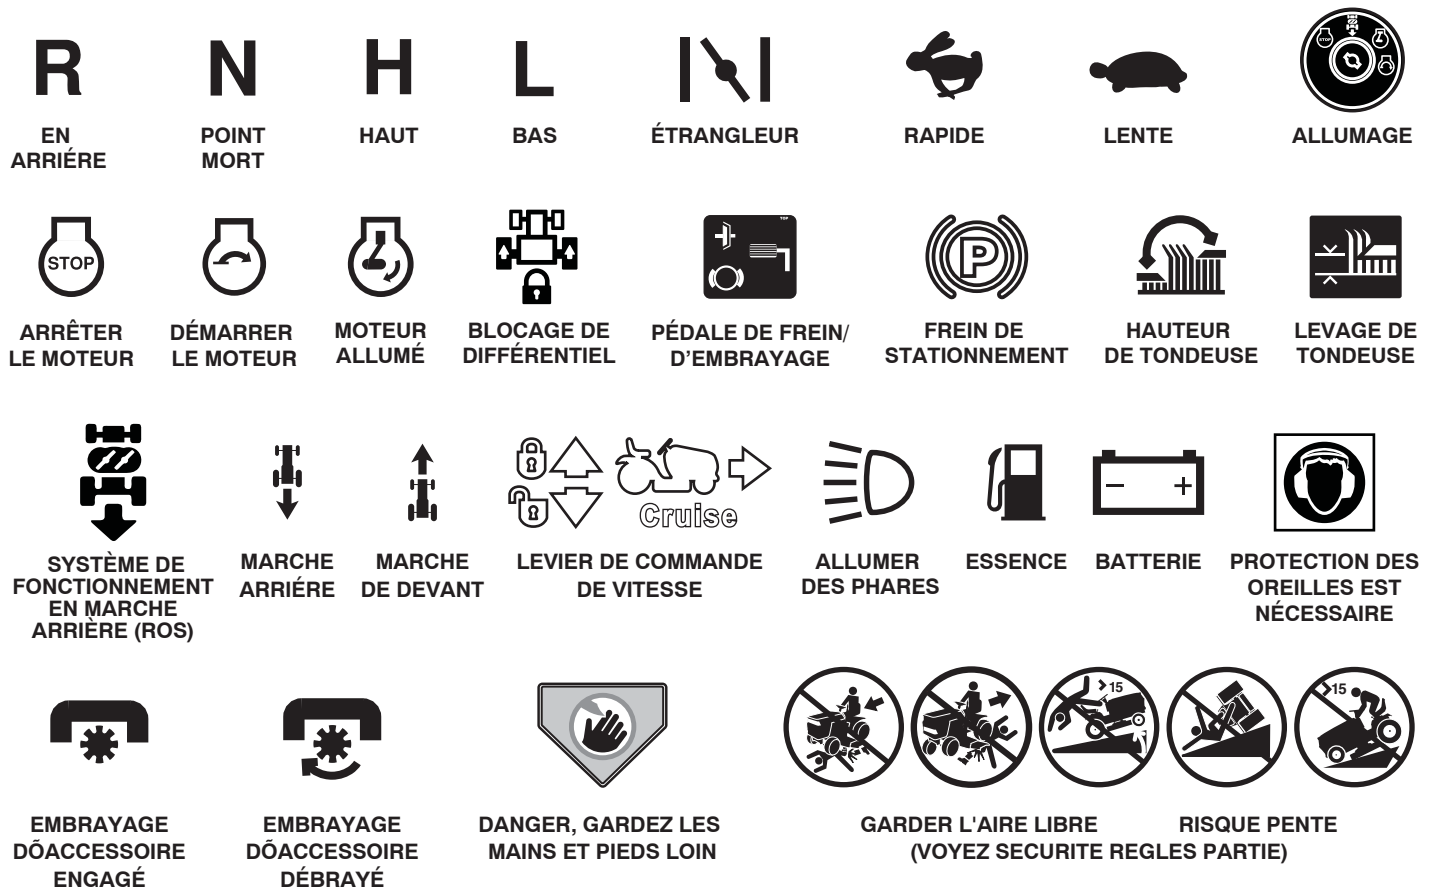 R N H L
EN ARRIÉRE
POINT MORT
HAUT
BAS
ÉTRANGLEUR
RAPIDE
LENTE
STOP
ALLUMAGE
STOP
ARRÊTER
LE MOTEUR
DÉMARRER
LE MOTEUR
MOTEUR
ALLUMÉ
BLOCAGE DE
DIFFÉRENTIEL
TOP
PÉDALE DE FREIN/
D'EMBRAYAGE
P
FREIN DE
STATIONNEMENT
HAUTEUR
DE TONDEUSE
LEVAGE DE
TONDEUSE
SYSTÈME DE
FONCTIONNEMENT
EN MARCHE
ARRIÈRE (ROS)
MARCHE
ARRIÉRE
MARCHE
DE DEVANT
Cruise
LEVIER DE COMMANDE
DE VITESSE
ALLUMER
DES PHARES
ESSENCE
BATTERIE
PROTECTION DES
OREILLES EST
NÉCESSAIRE
EMBRAYAGE
DÕACCESSOIRE
ENGAGÉ
EMBRAYAGE
DÕACCESSOIRE
DÉBRAYÉ
DANGER, GARDEZ LES
MAINS ET PIEDS LOIN
>15
>15
GARDER L'AIRE LIBRE
RISQUE PENTE
(VOYEZ SECURITE REGLES PARTIE)